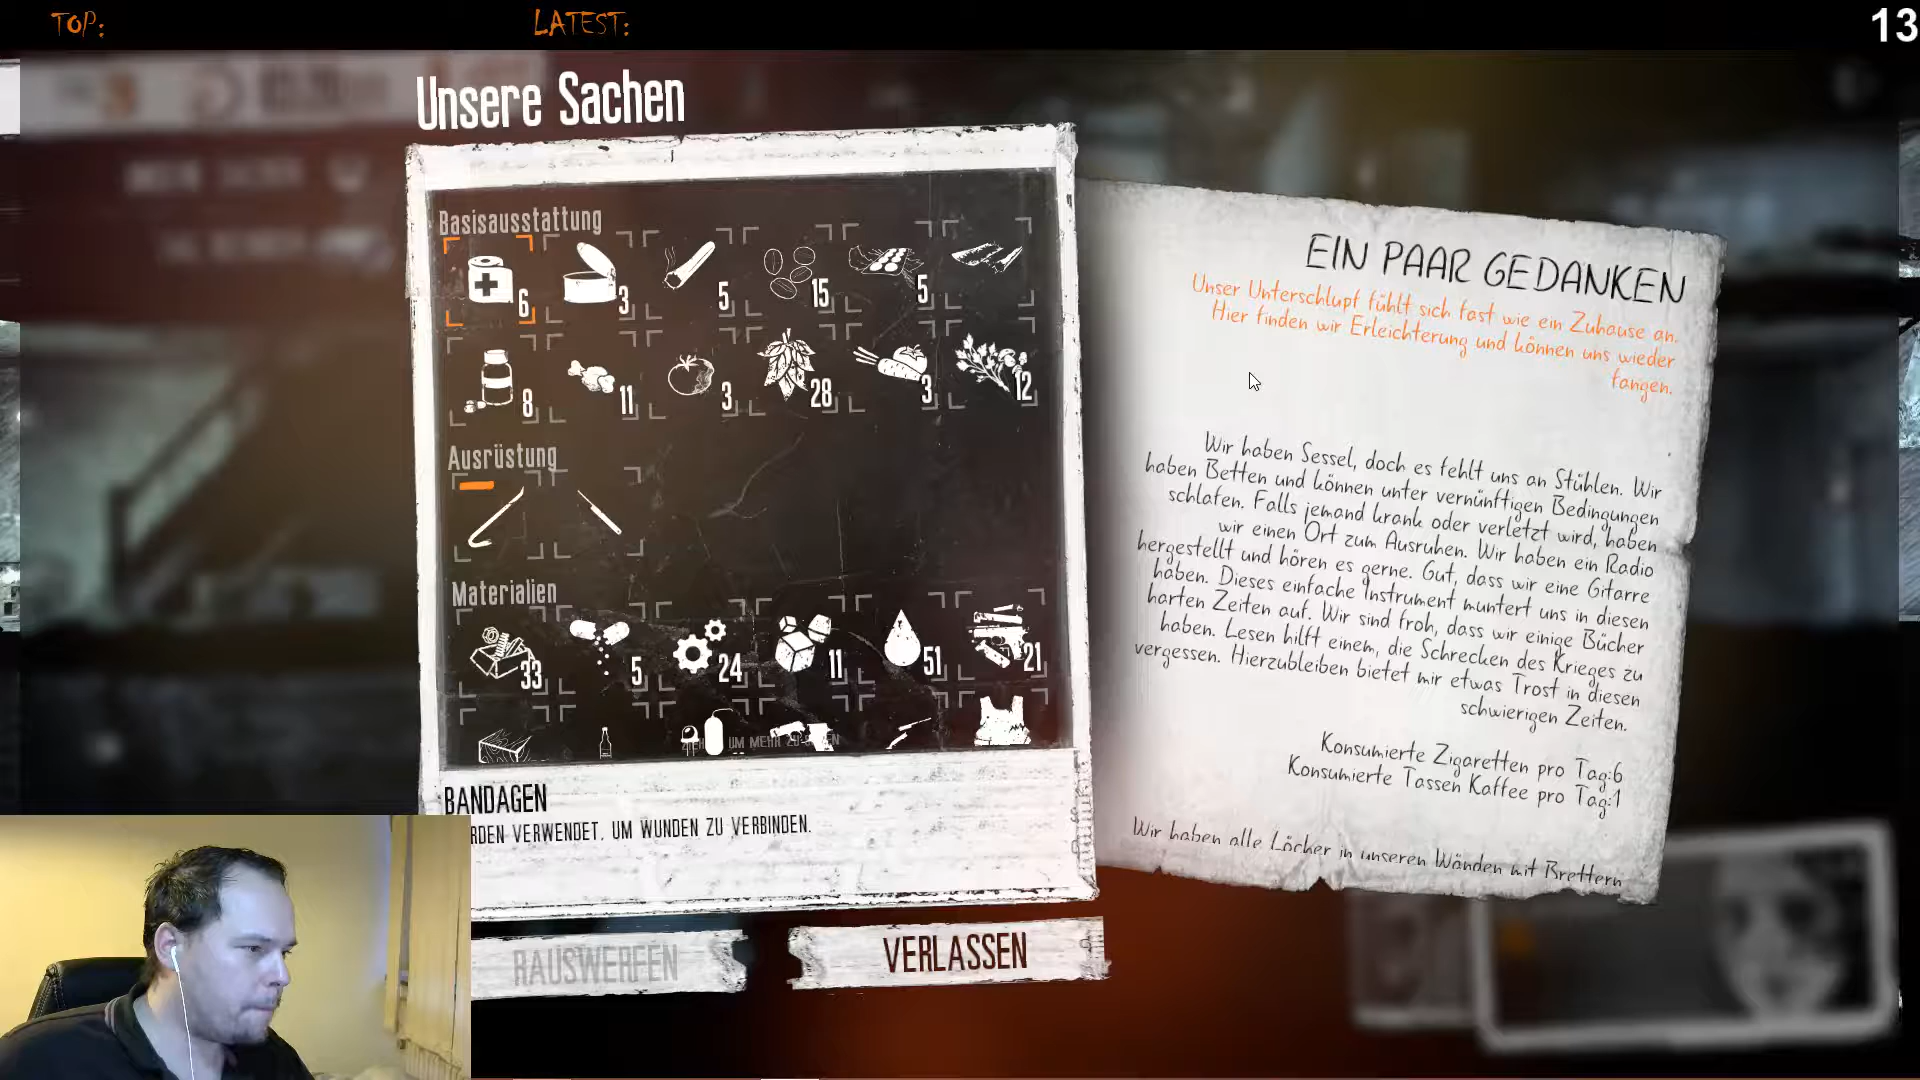 TOP:
LATEST:
13
Unsere Sachen
Basisausstattung
6
3
5
15
5
8
11
3
28
3
12
Ausrüstung
Materialien
33
5
24
11
51
21
UM MEHR ZU
BANDAGEN
RDEN VERWENDET, UM WUNDEN ZU VERBINDEN.
RAUSWERFEN
VERLASSEN
EIN PAAR GEDANKEN
Unser Unterschlupf fühlt sich fast wie ein Zuhause an.
Hier finden wir Erleichterung und können uns wieder
fangen.
Wir haben Sessel, doch es fehlt uns an Stühlen. Wir
haben Betten und können unter vernünftigen Bedingungen
schlafen. Falls jemand krank oder verletzt wird, haben
wir einen Ort zum Ausruhen. Wir haben ein Radio
hergestellt und hören es gerne. Gut, dass wir eine Gitarre
haben. Dieses einfache Instrument muntert uns in diesen
harten Zeiten auf. Wir sind froh, dass wir einige Bücher
haben. Lesen hilft einem, die Schrecken des Krieges zu
vergessen. Hierzubleiben bietet mir etwas Trost in diesen
schwierigen Zeiten.
Konsumierte Zigaretten pro Tag:6
Konsumierte Tassen Kaffee pro Tag:1
Wir haben alle Löcher in unseren Wänden mit Brettern